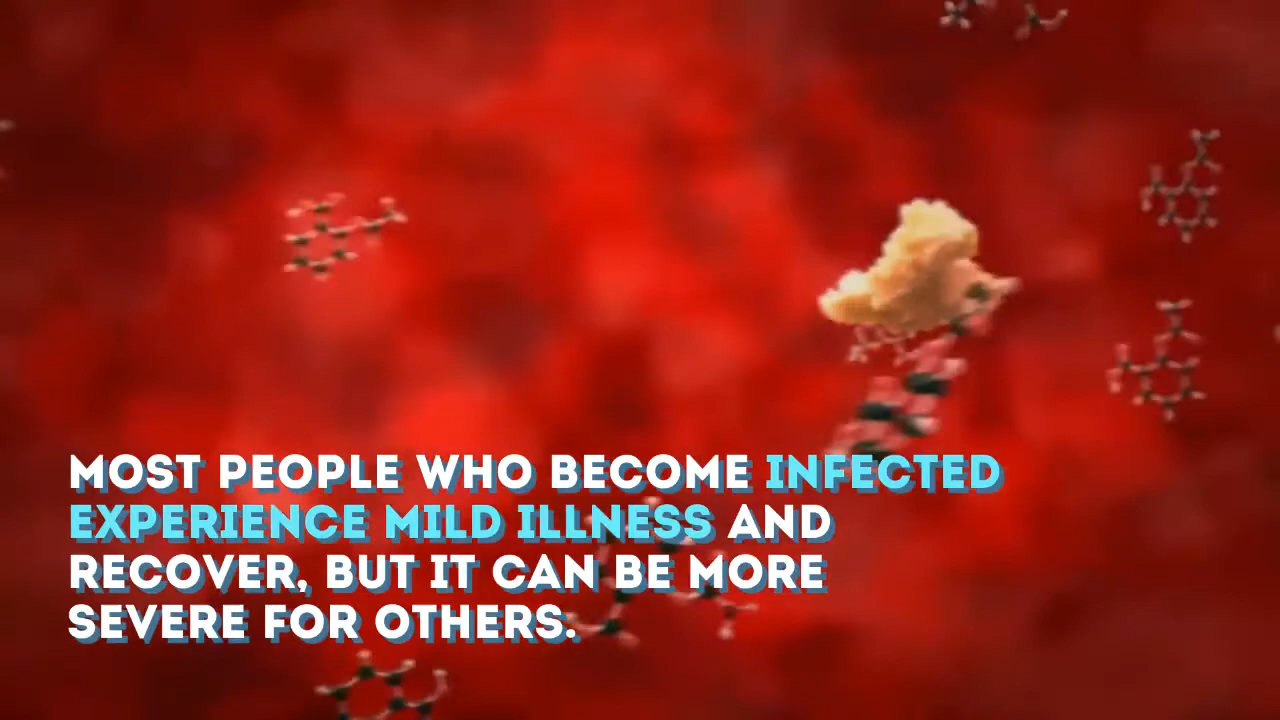 MOST PEOPLE WHO BECOME INFECTED
EXPERIENCE MILD ILLNESS AND
RECOVER, BUT IT CAN BE MORE
SEVERE FOR OTHERS.